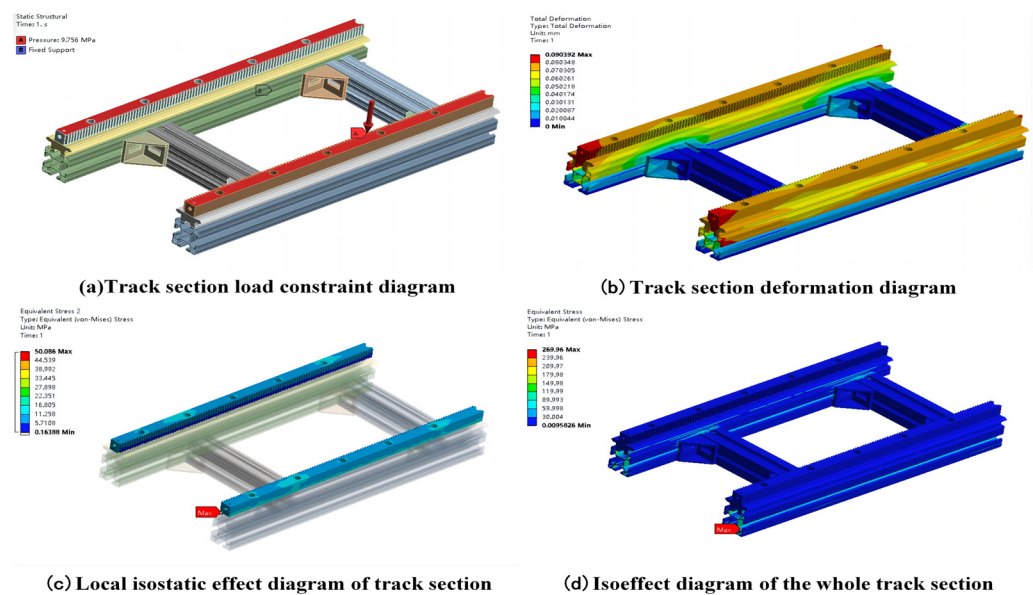 Static Structural
Time: 1. s
A Pressure: 9.756 MPa
B Fixed Support
B
A
(a)Track section load constraint diagram
Total Deformation
Type: Total Deformation
Unit: mm
Time: 1
0.090392 Max
0.080348
0.070305
0.060261
0.050218
0.040174
0.030131
0.020087
0.010044
0 Min
(b) Track section deformation diagram
Equivalent Stress 2
Type: Equivalent (von-Mises) Stress
Unit: MPa
Time: 1
50.086 Max
44.539
38.992
33.445
27.898
22.351
16.805
11.258
5.7108
0.16388 Min
Max
(c) Local isostatic effect diagram of track section
Equivalent Stress
Type: Equivalent (von-Mises) Stress
Unit: MPa
Time: 1
269.96 Max
239.96
209.97
179.98
149.98
119.99
89.993
59.998
30.004
0.0095826 Min
Max
(d) Isoeffect diagram of the whole track section